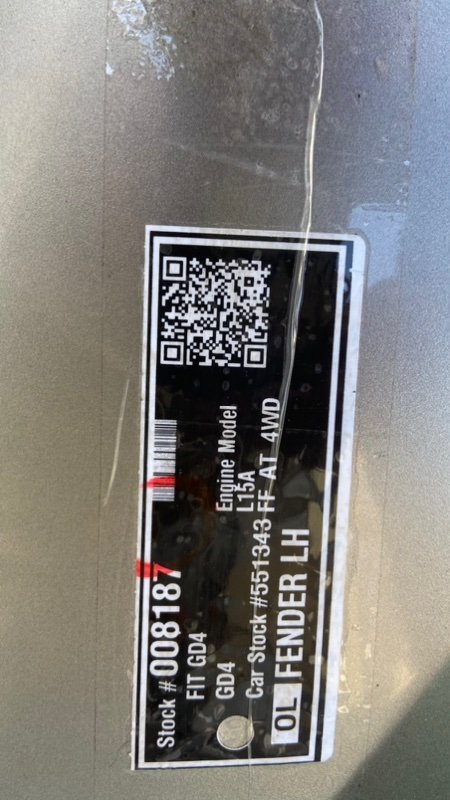 Stock # 008187
FIT GD4
GD4
Engine Model
L15A
Car Stock #551343 FF AT 4WD
OL FENDER LH